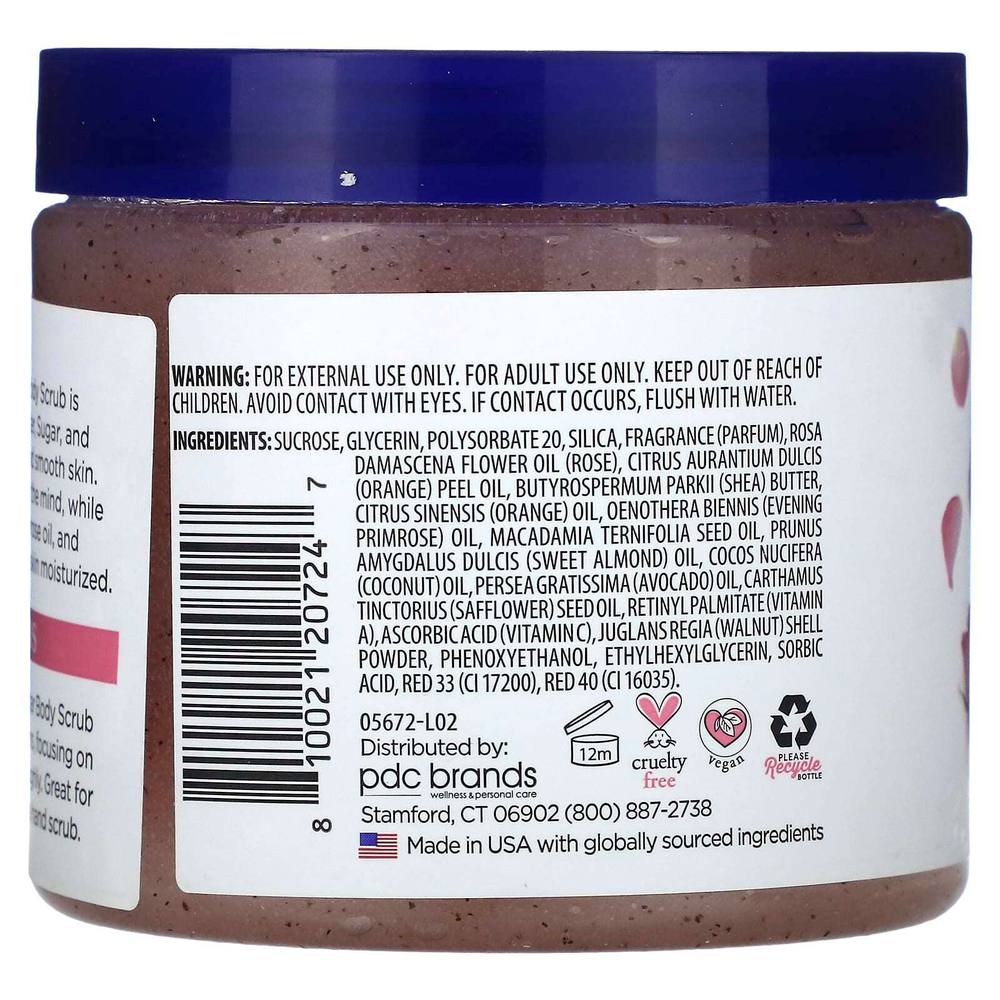 ody Scrub is
Sugar, and
smooth skin.
the mind, while
rose oil, and
skin moisturized.
S
er Body Scrub
focusing on
Great for
and scrub.
WARNING: FOR EXTERNAL USE ONLY. FOR ADULT USE ONLY. KEEP OUT OF REACH OF
CHILDREN. AVOID CONTACT WITH EYES. IF CONTACT OCCURS, FLUSH WITH WATER.
INGREDIENTS: SUCROSE, GLYCERIN, POLYSORBATE 20, SILICA, FRAGRANCE (PARFUM), ROSA
DAMASCENA FLOWER OIL (ROSE), CITRUS AURANTIUM DULCIS
(ORANGE) PEEL OIL, BUTYROSPERMUM PARKII (SHEA) BUTTER,
CITRUS SINENSIS (ORANGE) OIL, OENOTHERA BIENNIS (EVENING
PRIMROSE) OIL, MACADAMIA TERNIFOLIA SEED OIL, PRUNUS
AMYGDALUS DULCIS (SWEET ALMOND) OIL, COCOS NUCIFERA
(COCONUT) OIL, PERSEA GRATISSIMA (AVOCADO) OIL, CARTHAMUS
TINCTORIUS (SAFFLOWER) SEED OIL, RETINYL PALMITATE (VITAMIN
A), ASCORBIC ACID (VITAMIN C), JUGLANS REGIA (WALNUT) SHELL
POWDER, PHENOXYETHANOL, ETHYLHEXYLGLYCERIN, SORBIC
ACID, RED 33 (CI 17200), RED 40 (CI 16035).
8 10021 20724 7
05672-L02
Distributed by:
pdc brands
wellness & personal care
12m
cruelty
free
vegan
PLEASE
Recycle
BOTTLE
Stamford, CT 06902 (800) 887-2738
Made in USA with globally sourced ingredients